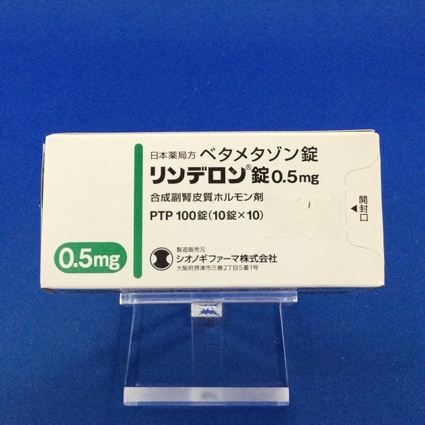 日本薬局方 ベタメタゾン錠
リンデロン®錠0.5mg
合成副腎皮質ホルモン剤
PTP 100錠(10錠×10)
開封口
0.5mg
製造販売元
シオノギファーマ株式会社
大阪府摂津市三島2丁目5番1号